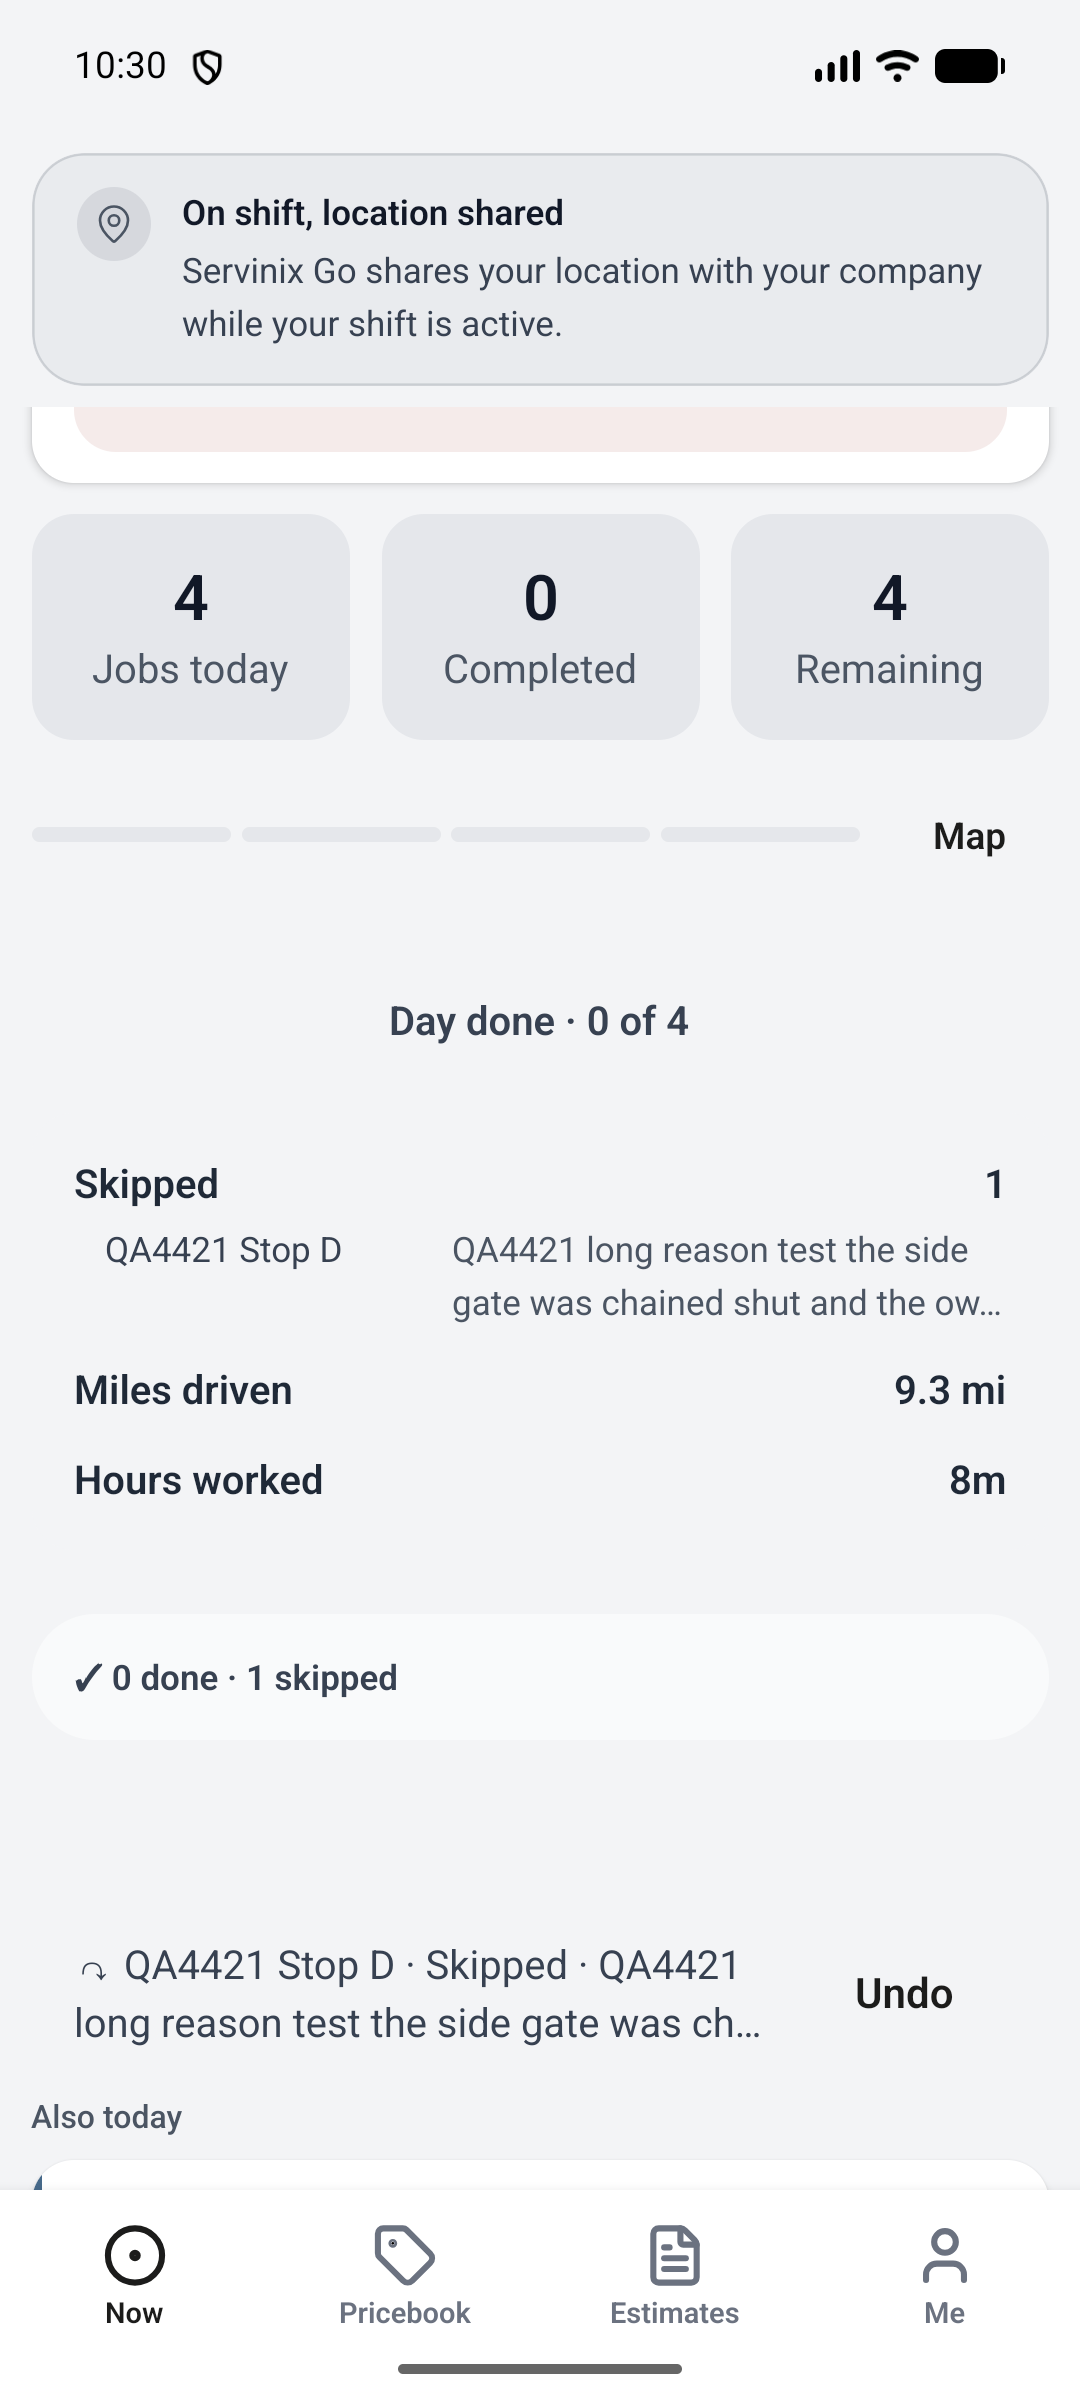 10:30
On shift, location shared
Servinix Go shares your location with your company
while your shift is active.
4
Jobs today
0
Completed
4
Remaining
Map
Day done · 0 of 4
Skipped 1
QA4421 Stop D
QA4421 long reason test the side
gate was chained shut and the ow...
Miles driven 9.3 mi
Hours worked 8m
✓ 0 done · 1 skipped
QA4421 Stop D · Skipped · QA4421
long reason test the side gate was ch...
Undo
Also today
Now
Pricebook
Estimates
Me